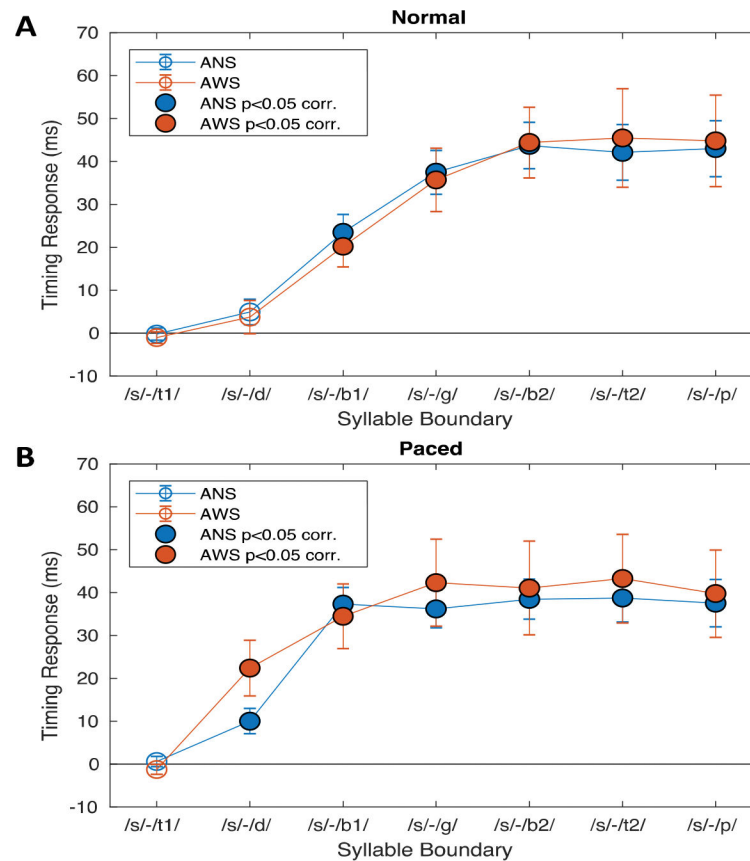 A
Normal
ANS
AWS
ANS p<0.05 corr.
AWS p<0.05 corr.
Timing Response (ms)
70
60
50
40
30
20
10
0
-10
/s/-/t1/ /s/-/d/ /s/-/b1/ /s/-/g/ /s/-/b2/ /s/-/t2/ /s/-/p/
Syllable Boundary
B
Paced
ANS
AWS
ANS p<0.05 corr.
AWS p<0.05 corr.
Timing Response (ms)
70
60
50
40
30
20
10
0
-10
/s/-/t1/ /s/-/d/ /s/-/b1/ /s/-/g/ /s/-/b2/ /s/-/t2/ /s/-/p/
Syllable Boundary